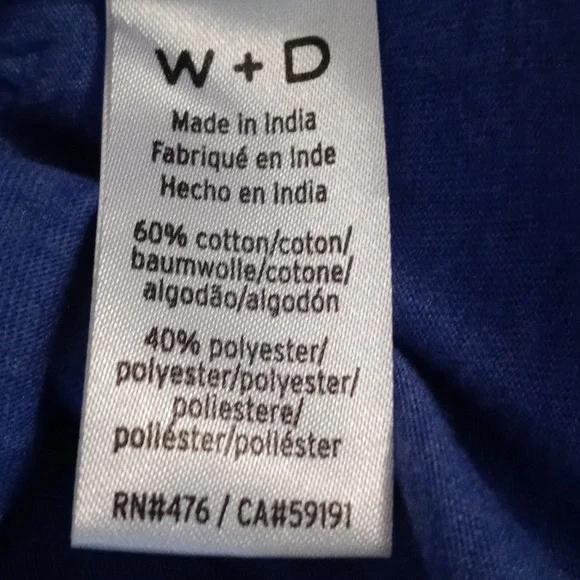 W + D
Made in India
Fabriqué en Inde
Hecho en India
60% cotton/coton/
baumwolle/cotone/
algodão/algodón
40% polyester/
polyester/polyester/
poliestere/
poliéster/poliéster
RN#476 / CA#59191